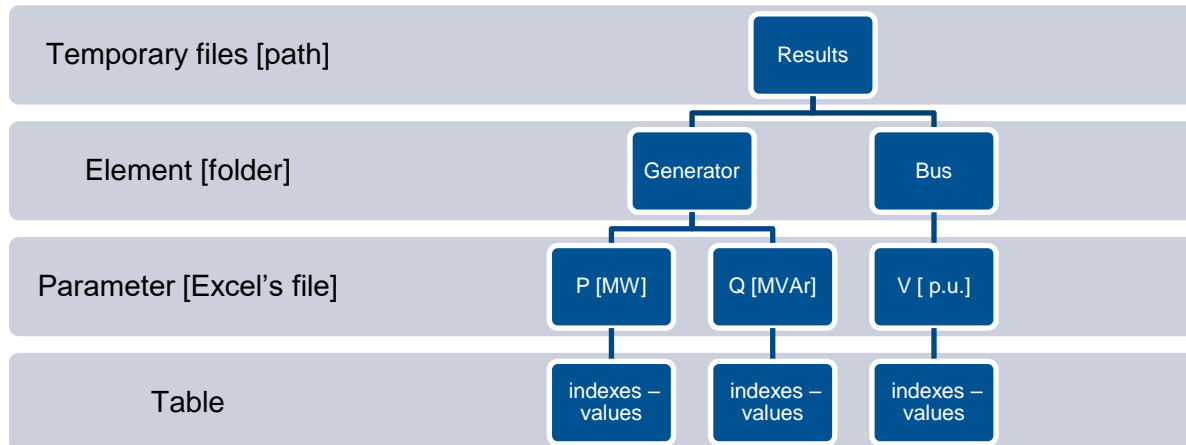 Temporary files [path]
Results
Element [folder]
Generator
Bus
Parameter [Excel’s file]
P [MW]
Q [MVAr]
V [ p.u.]
Table
indexes –
values
indexes –
values
indexes –
values